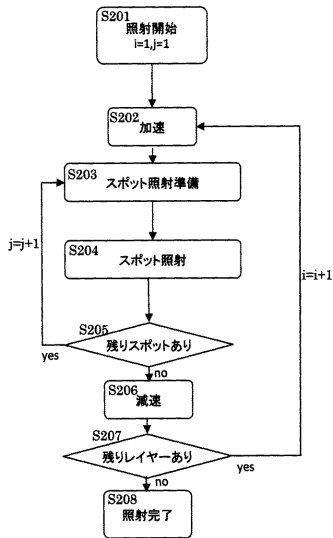 S201
照射開始
i=1,j=1
S202
加速
S203
スポット照射準備
j=j+1
S204
スポット照射
i=i+1
S205
残りスポットあり
yes
no
S206
減速
S207
残りレイヤーあり
yes
no
S208
照射完了